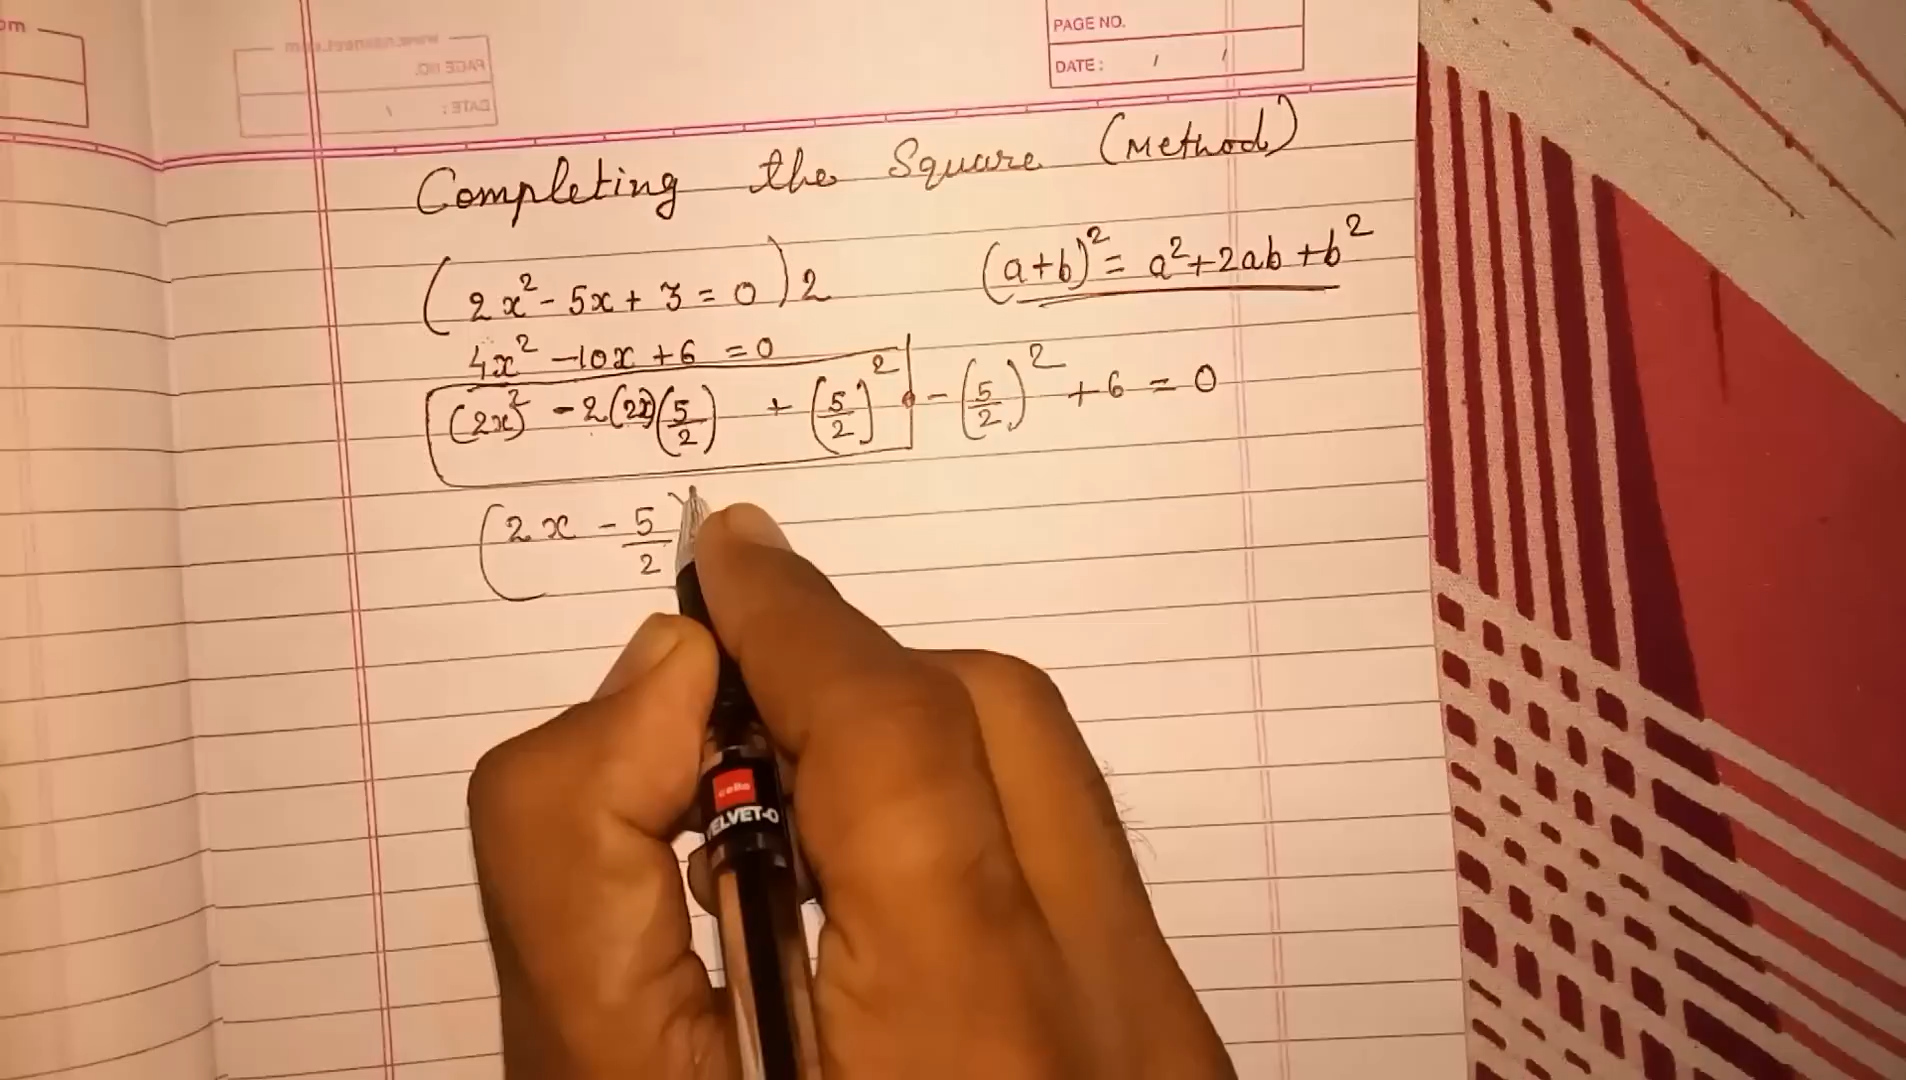 om
PAGE NO.
DATE : / /
Completing the Square (Method)
(2x² - 5x + 3 = 0) 2
(a+b)² = a²+2ab+b²
4x² - 10x + 6 = 0
(2x)² - 2(2x)(5/2) + (5/2)² - (5/2)² + 6 = 0
(2x - 5/2)
cello
VELVET-O